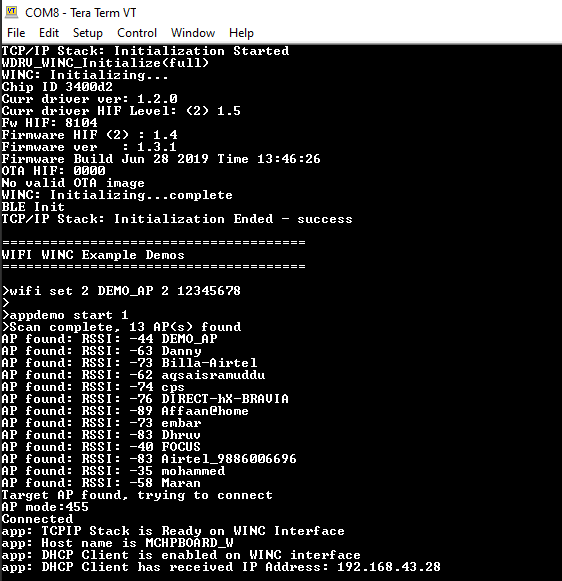 COM8 - Tera Term VT
File Edit Setup Control Window Help
TCP/IP Stack: Initialization Started
WDRV_WINC_Initialize(full)
WINC: Initializing...
Chip ID 3400d2
Curr driver ver: 1.2.0
Curr driver HIF Level: (2) 1.5
Fw HIF: 8104
Firmware HIF (2) : 1.4
Firmware ver   : 1.3.1
Firmware Build Jun 28 2019 Time 13:46:26
OTA HIF: 0000
No valid OTA image
WINC: Initializing...complete
BLE Init
TCP/IP Stack: Initialization Ended - success
======================================
WIFI WINC Example Demos
======================================
>wifi set 2 DEMO_AP 2 12345678
>
>appdemo start 1
>Scan complete, 13 AP(s) found
AP found: RSSI: -44 DEMO_AP
AP found: RSSI: -63 Danny
AP found: RSSI: -73 Billa-Airtel
AP found: RSSI: -62 aqsaisramuddu
AP found: RSSI: -74 cps
AP found: RSSI: -76 DIRECT-hX-BRAVIA
AP found: RSSI: -89 Affaan@home
AP found: RSSI: -73 embar
AP found: RSSI: -83 Dhruv
AP found: RSSI: -40 FOCUS
AP found: RSSI: -83 Airtel_9886006696
AP found: RSSI: -35 mohammed
AP found: RSSI: -58 Maran
Target AP found, trying to connect
AP mode:455
Connected
app: TCPIP Stack is Ready on WINC Interface
app: Host name is MCHPBOARD_W
app: DHCP Client is enabled on WINC interface
app: DHCP Client has received IP Address: 192.168.43.28